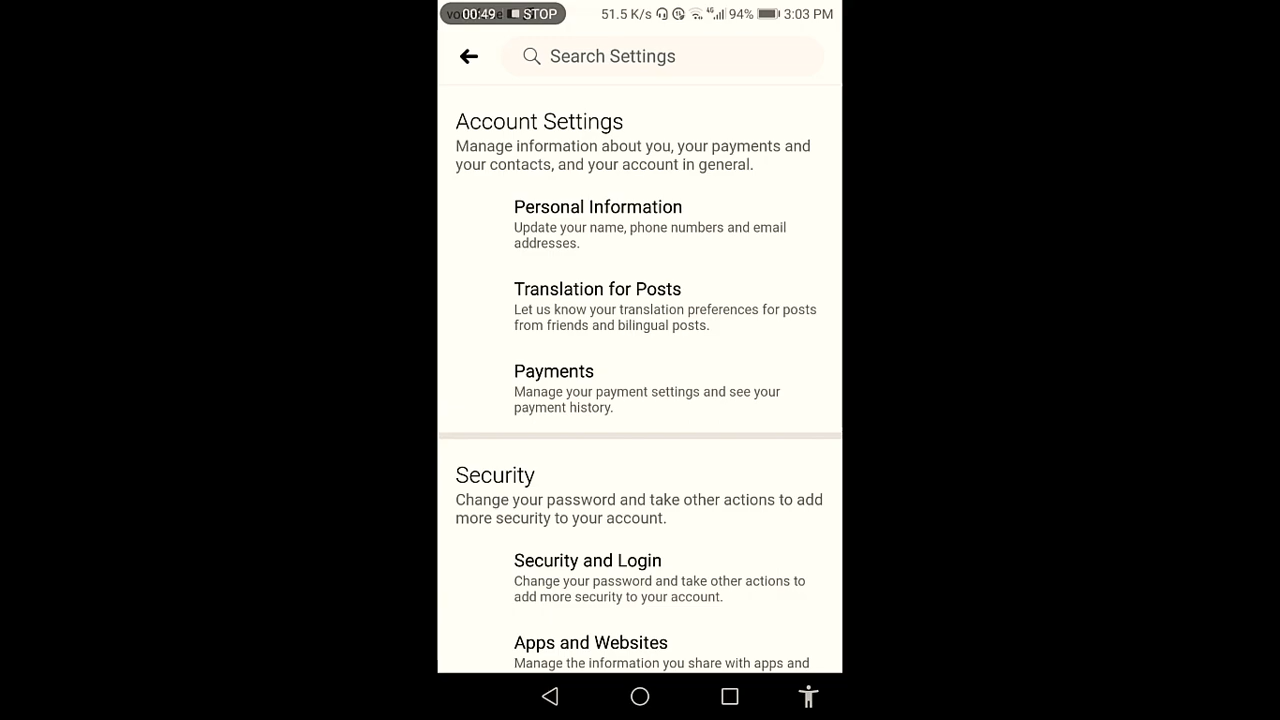 00:49 STOP 51.5 K/s 4G 94% 3:03 PM
Search Settings
Account Settings
Manage information about you, your payments and
your contacts, and your account in general.
Personal Information
Update your name, phone numbers and email
addresses.
Translation for Posts
Let us know your translation preferences for posts
from friends and bilingual posts.
Payments
Manage your payment settings and see your
payment history.
Security
Change your password and take other actions to add
more security to your account.
Security and Login
Change your password and take other actions to
add more security to your account.
Apps and Websites
Manage the information you share with apps and